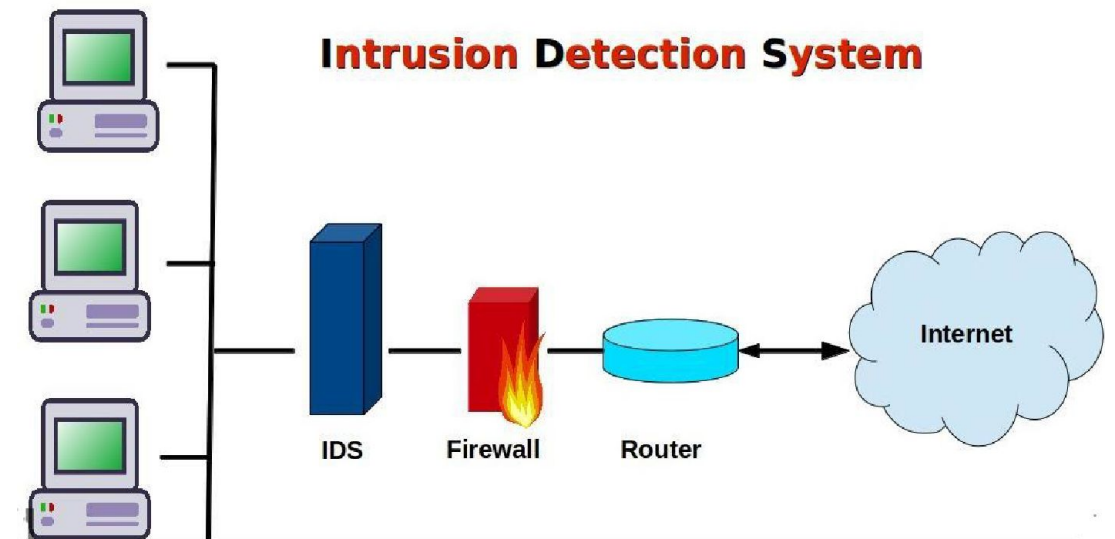 Intrusion Detection System
Internet
IDS
Firewall
Router